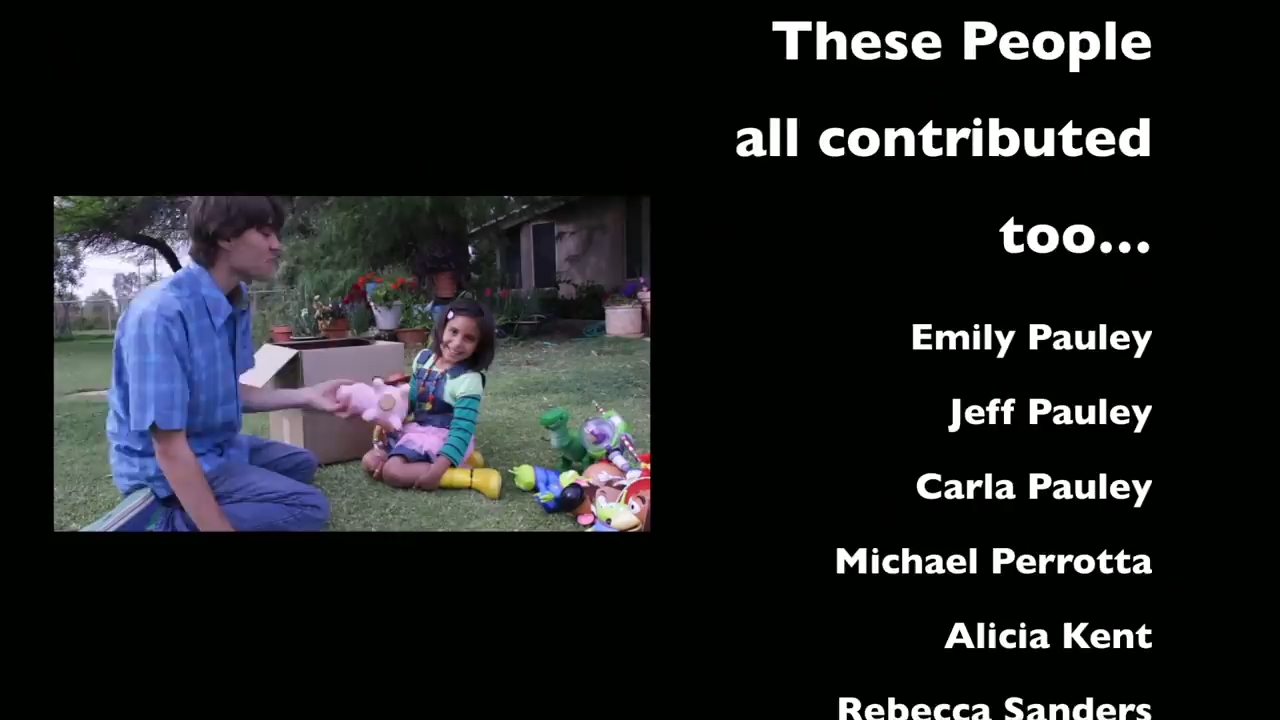 These People
all contributed
too...
Emily Pauley
Jeff Pauley
Carla Pauley
Michael Perrotta
Alicia Kent
Rebecca Sanders